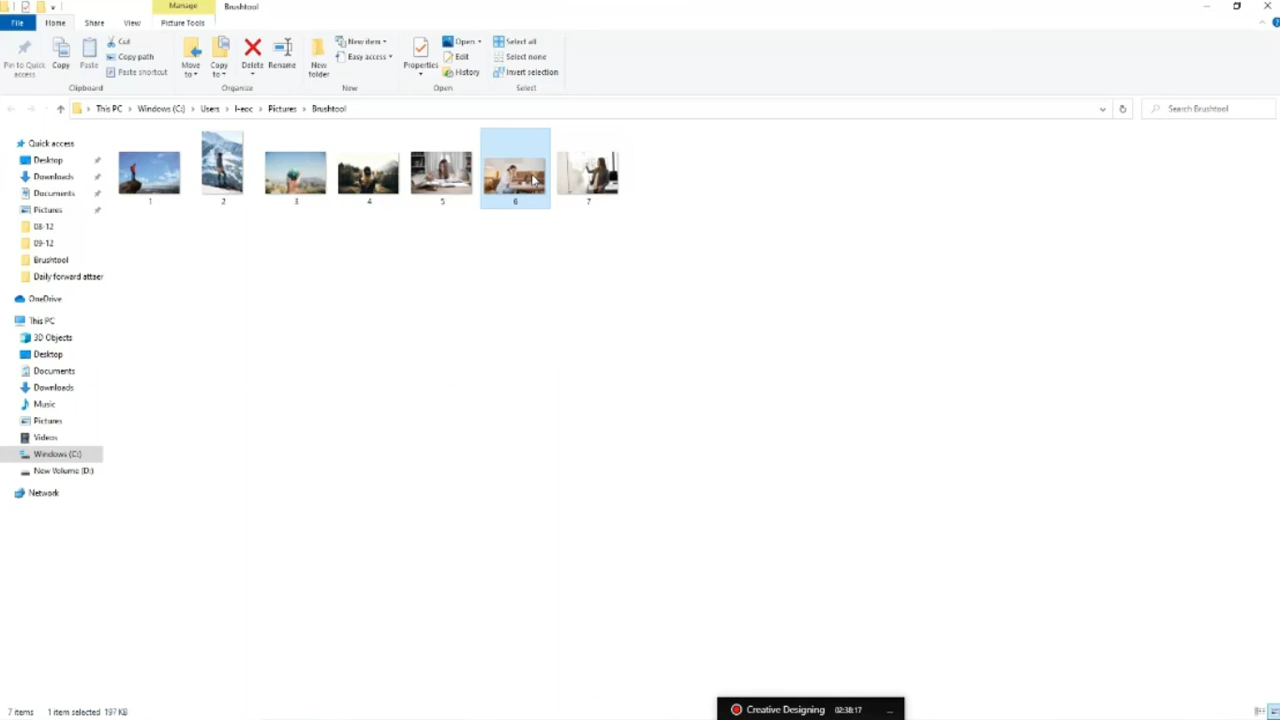 Manage
Brushtool
File
Home
Share
View
Picture Tools
Pin to Quick access
Copy
Paste
Cut
Copy path
Paste shortcut
Clipboard
Move to
Copy to
Delete
Rename
Organize
New folder
New item
Easy access
New
Properties
Open
Edit
History
Open
Select all
Select none
Invert selection
Select
This PC
Windows (C:)
Users
I-eoc
Pictures
Brushtool
Search Brushtool
Quick access
Desktop
Downloads
Documents
Pictures
08-12
09-12
Brushtool
Daily forward attaer
OneDrive
This PC
3D Objects
Desktop
Documents
Downloads
Music
Pictures
Videos
Windows (C:)
New Volume (D:)
Network
1
2
3
4
5
6
7
7 items
1 item selected 197 KB
Creative Designing
02:38:17
...